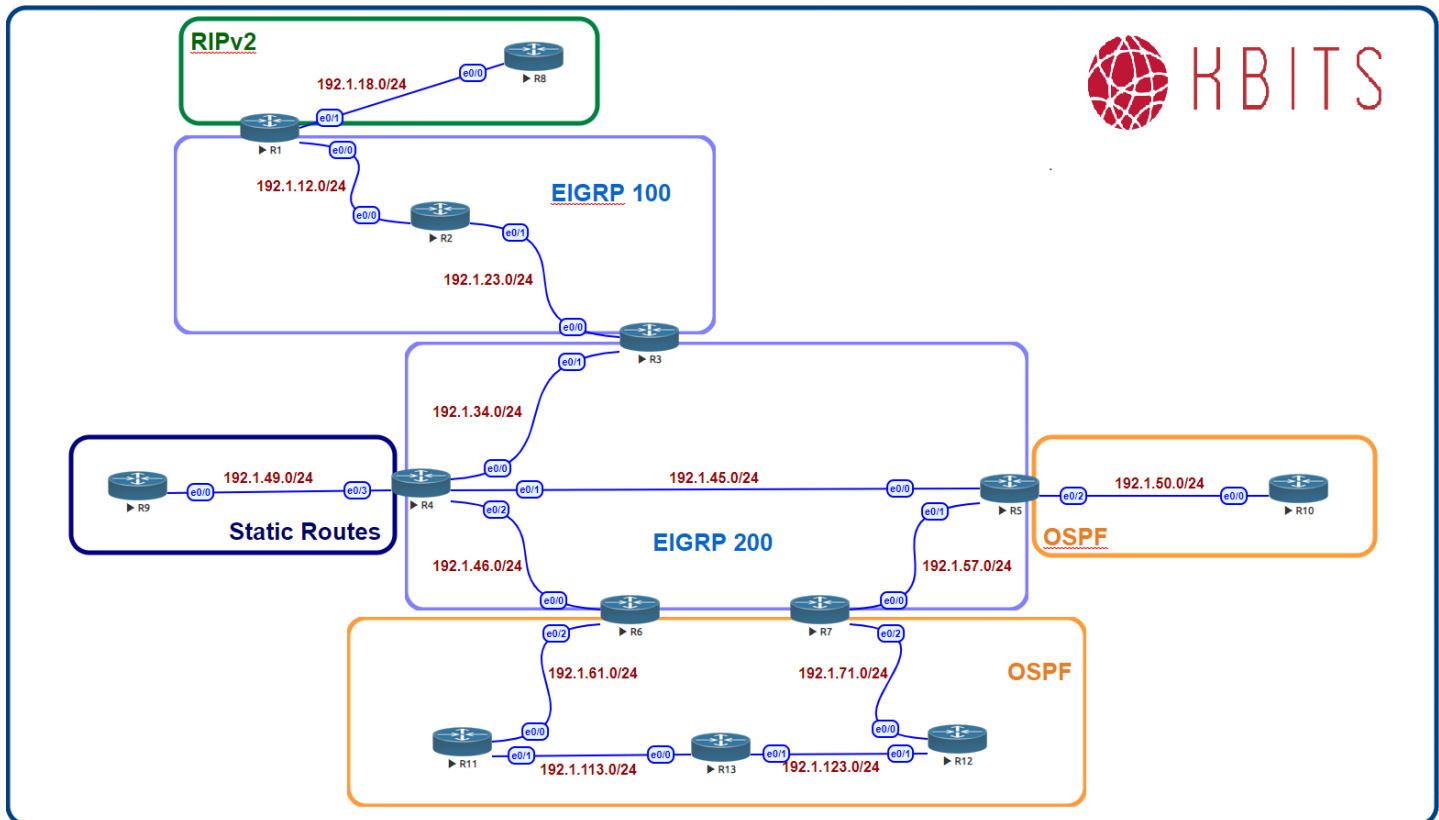 RIPv2
KBITS
e0/0
R8
192.1.18.0/24
e0/1
R1
e0/0
192.1.12.0/24
EIGRP 100
e0/0
R2
e0/1
192.1.23.0/24
e0/0
R3
e0/1
192.1.34.0/24
e0/0
192.1.49.0/24
e0/0
e0/3
R9
R4
Static Routes
e0/1
192.1.45.0/24
e0/0
e0/2
R5
e0/1
e0/2
192.1.50.0/24
e0/0
R10
OSPF
EIGRP 200
192.1.46.0/24
192.1.57.0/24
e0/0
R6
e0/0
R7
e0/2
e0/2
192.1.61.0/24
192.1.71.0/24
OSPF
e0/0
R11
e0/1
192.1.113.0/24
e0/0
R13
e0/1
192.1.123.0/24
e0/1
e0/0
R12